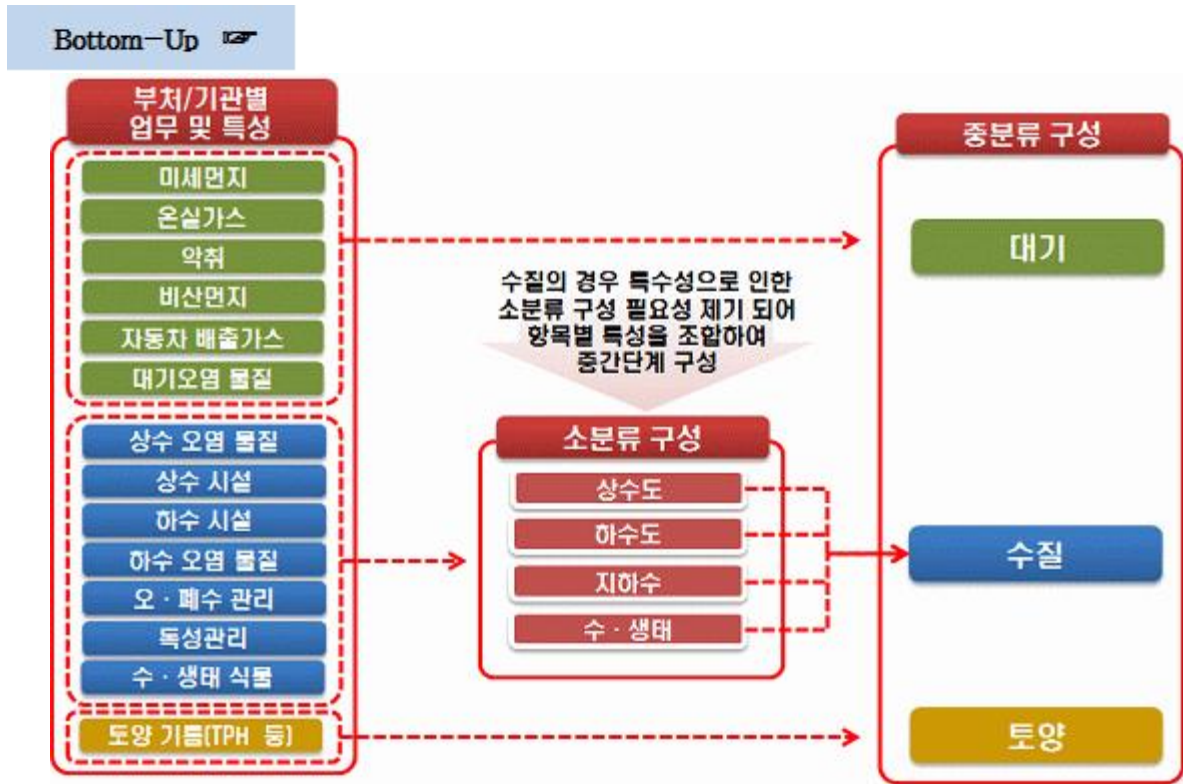 Bottom-Up ☞
부처/기관별
업무 및 특성
미세먼지
온실가스
악취
비산먼지
자동차 배출가스
대기오염 물질
상수 오염 물질
상수 시설
하수 시설
하수 오염 물질
오 · 폐수 관리
독성관리
수 · 생태 식물
토양 기름(TPH 등)
수질의 경우 특수성으로 인한
소분류 구성 필요성 제기 되어
항목별 특성을 조합하여
중간단계 구성
소분류 구성
상수도
하수도
지하수
수 · 생태
중분류 구성
대기
수질
토양